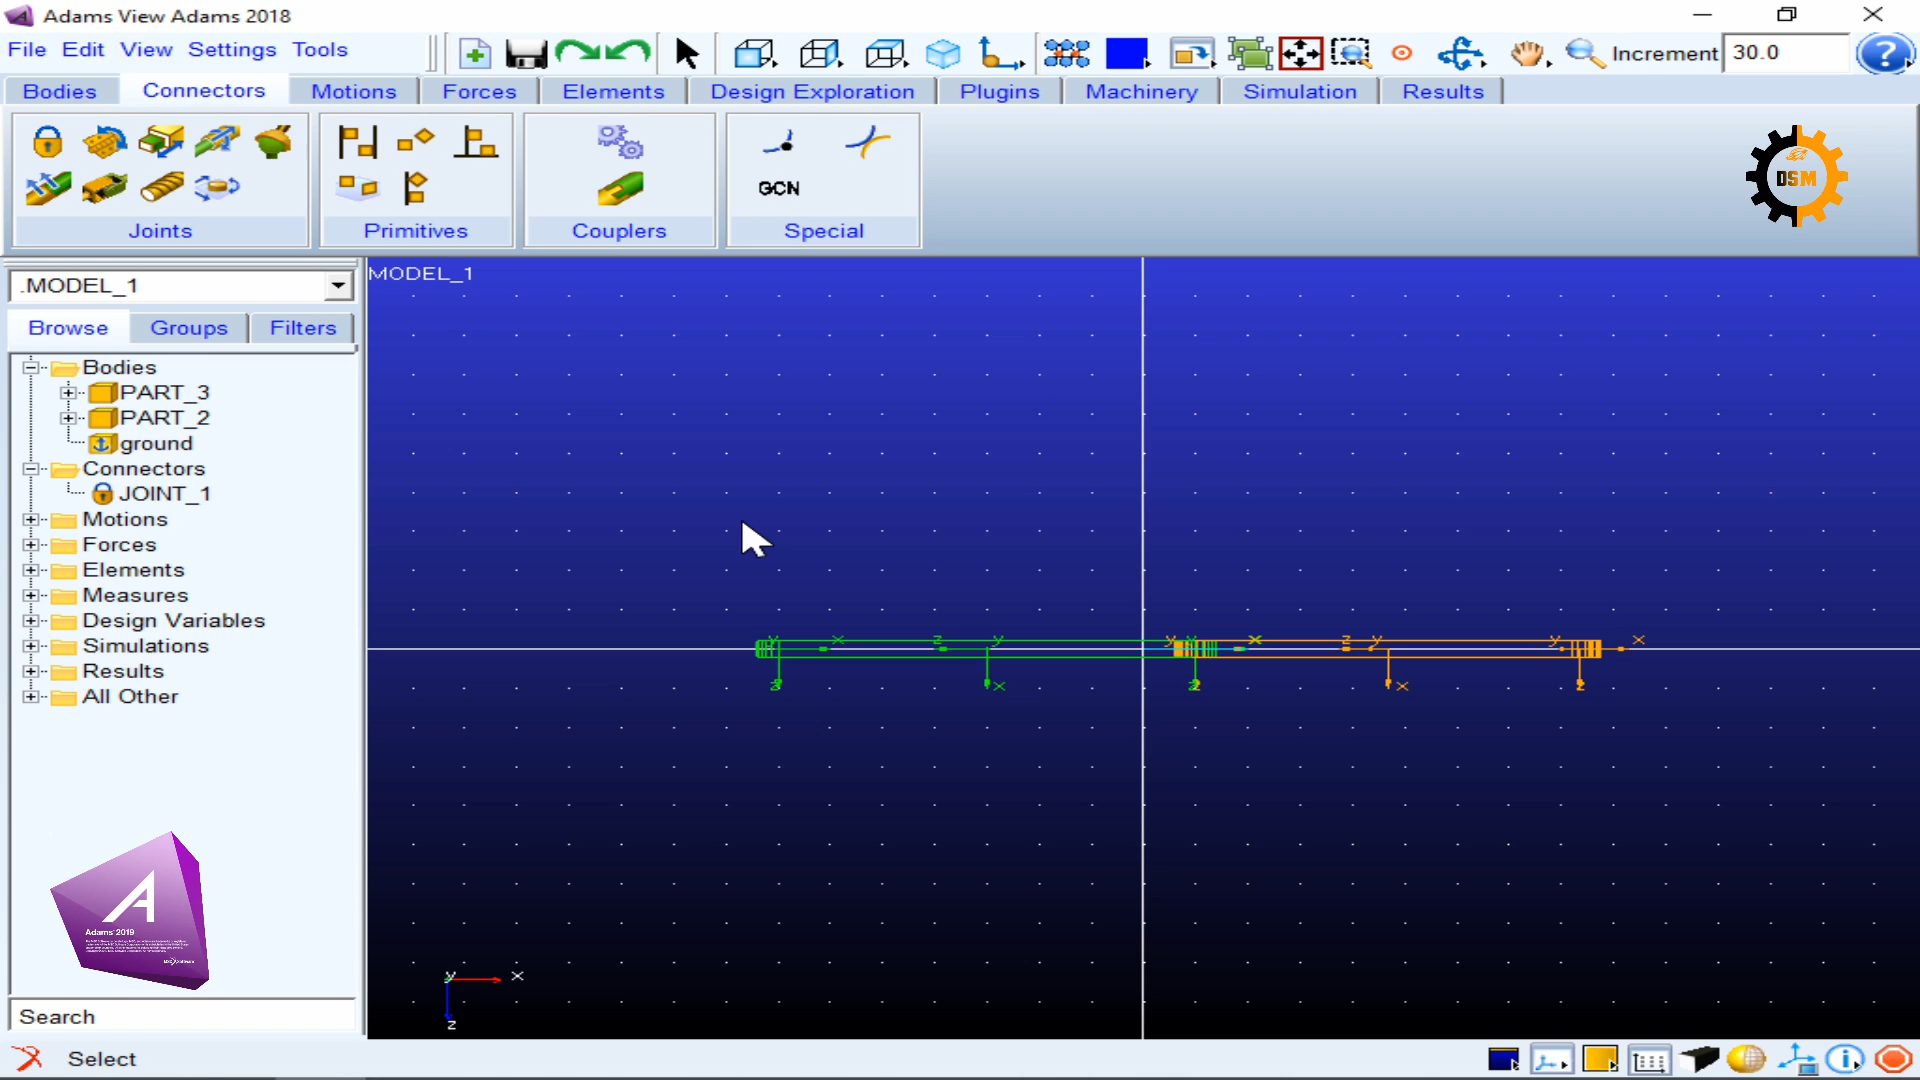 Adams View Adams 2018
File Edit View Settings Tools
Increment 30.0
Bodies Connectors Motions Forces Elements Design Exploration Plugins Machinery Simulation Results
GCN
DSM
Joints Primitives Couplers Special
.MODEL_1
MODEL_1
Browse Groups Filters
Bodies
PART_3
PART_2
ground
Connectors
JOINT_1
Motions
Forces
Elements
Measures
Design Variables
Simulations
Results
All Other
y x z y y y x z y y x
z x z z x z
Adams 2019
y x
z
Search
Select